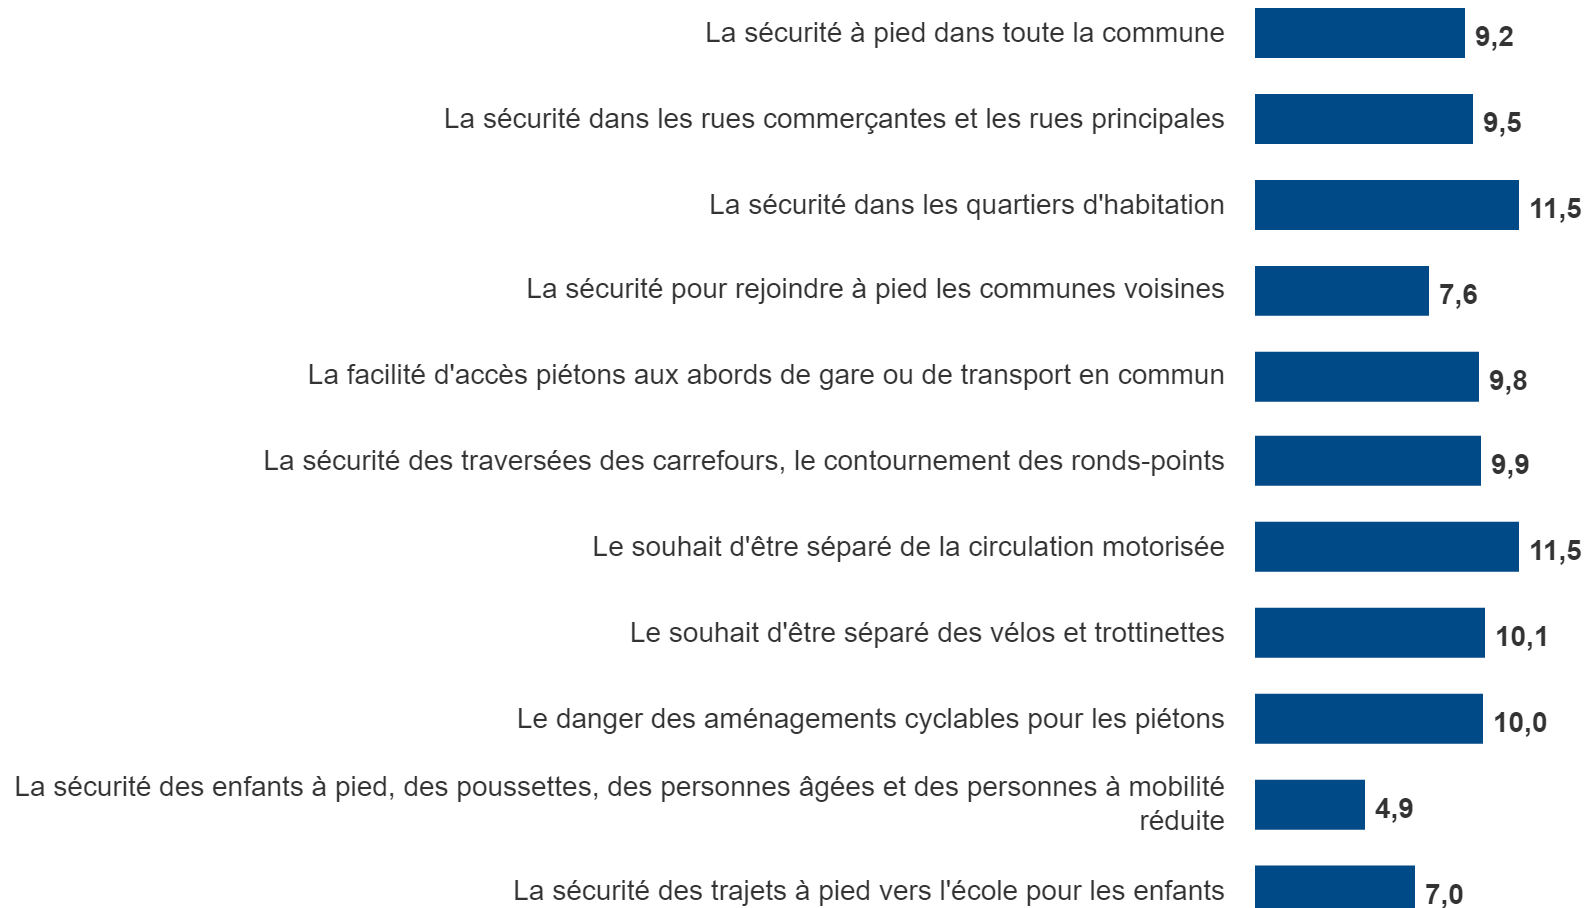 La sécurité à pied dans toute la commune 9,2
La sécurité dans les rues commerçantes et les rues principales 9,5
La sécurité dans les quartiers d'habitation 11,5
La sécurité pour rejoindre à pied les communes voisines 7,6
La facilité d'accès piétons aux abords de gare ou de transport en commun 9,8
La sécurité des traversées des carrefours, le contournement des ronds-points 9,9
Le souhait d'être séparé de la circulation motorisée 11,5
Le souhait d'être séparé des vélos et trottinettes 10,1
Le danger des aménagements cyclables pour les piétons 10,0
La sécurité des enfants à pied, des poussettes, des personnes âgées et des personnes à mobilité
réduite 4,9
La sécurité des trajets à pied vers l'école pour les enfants 7,0